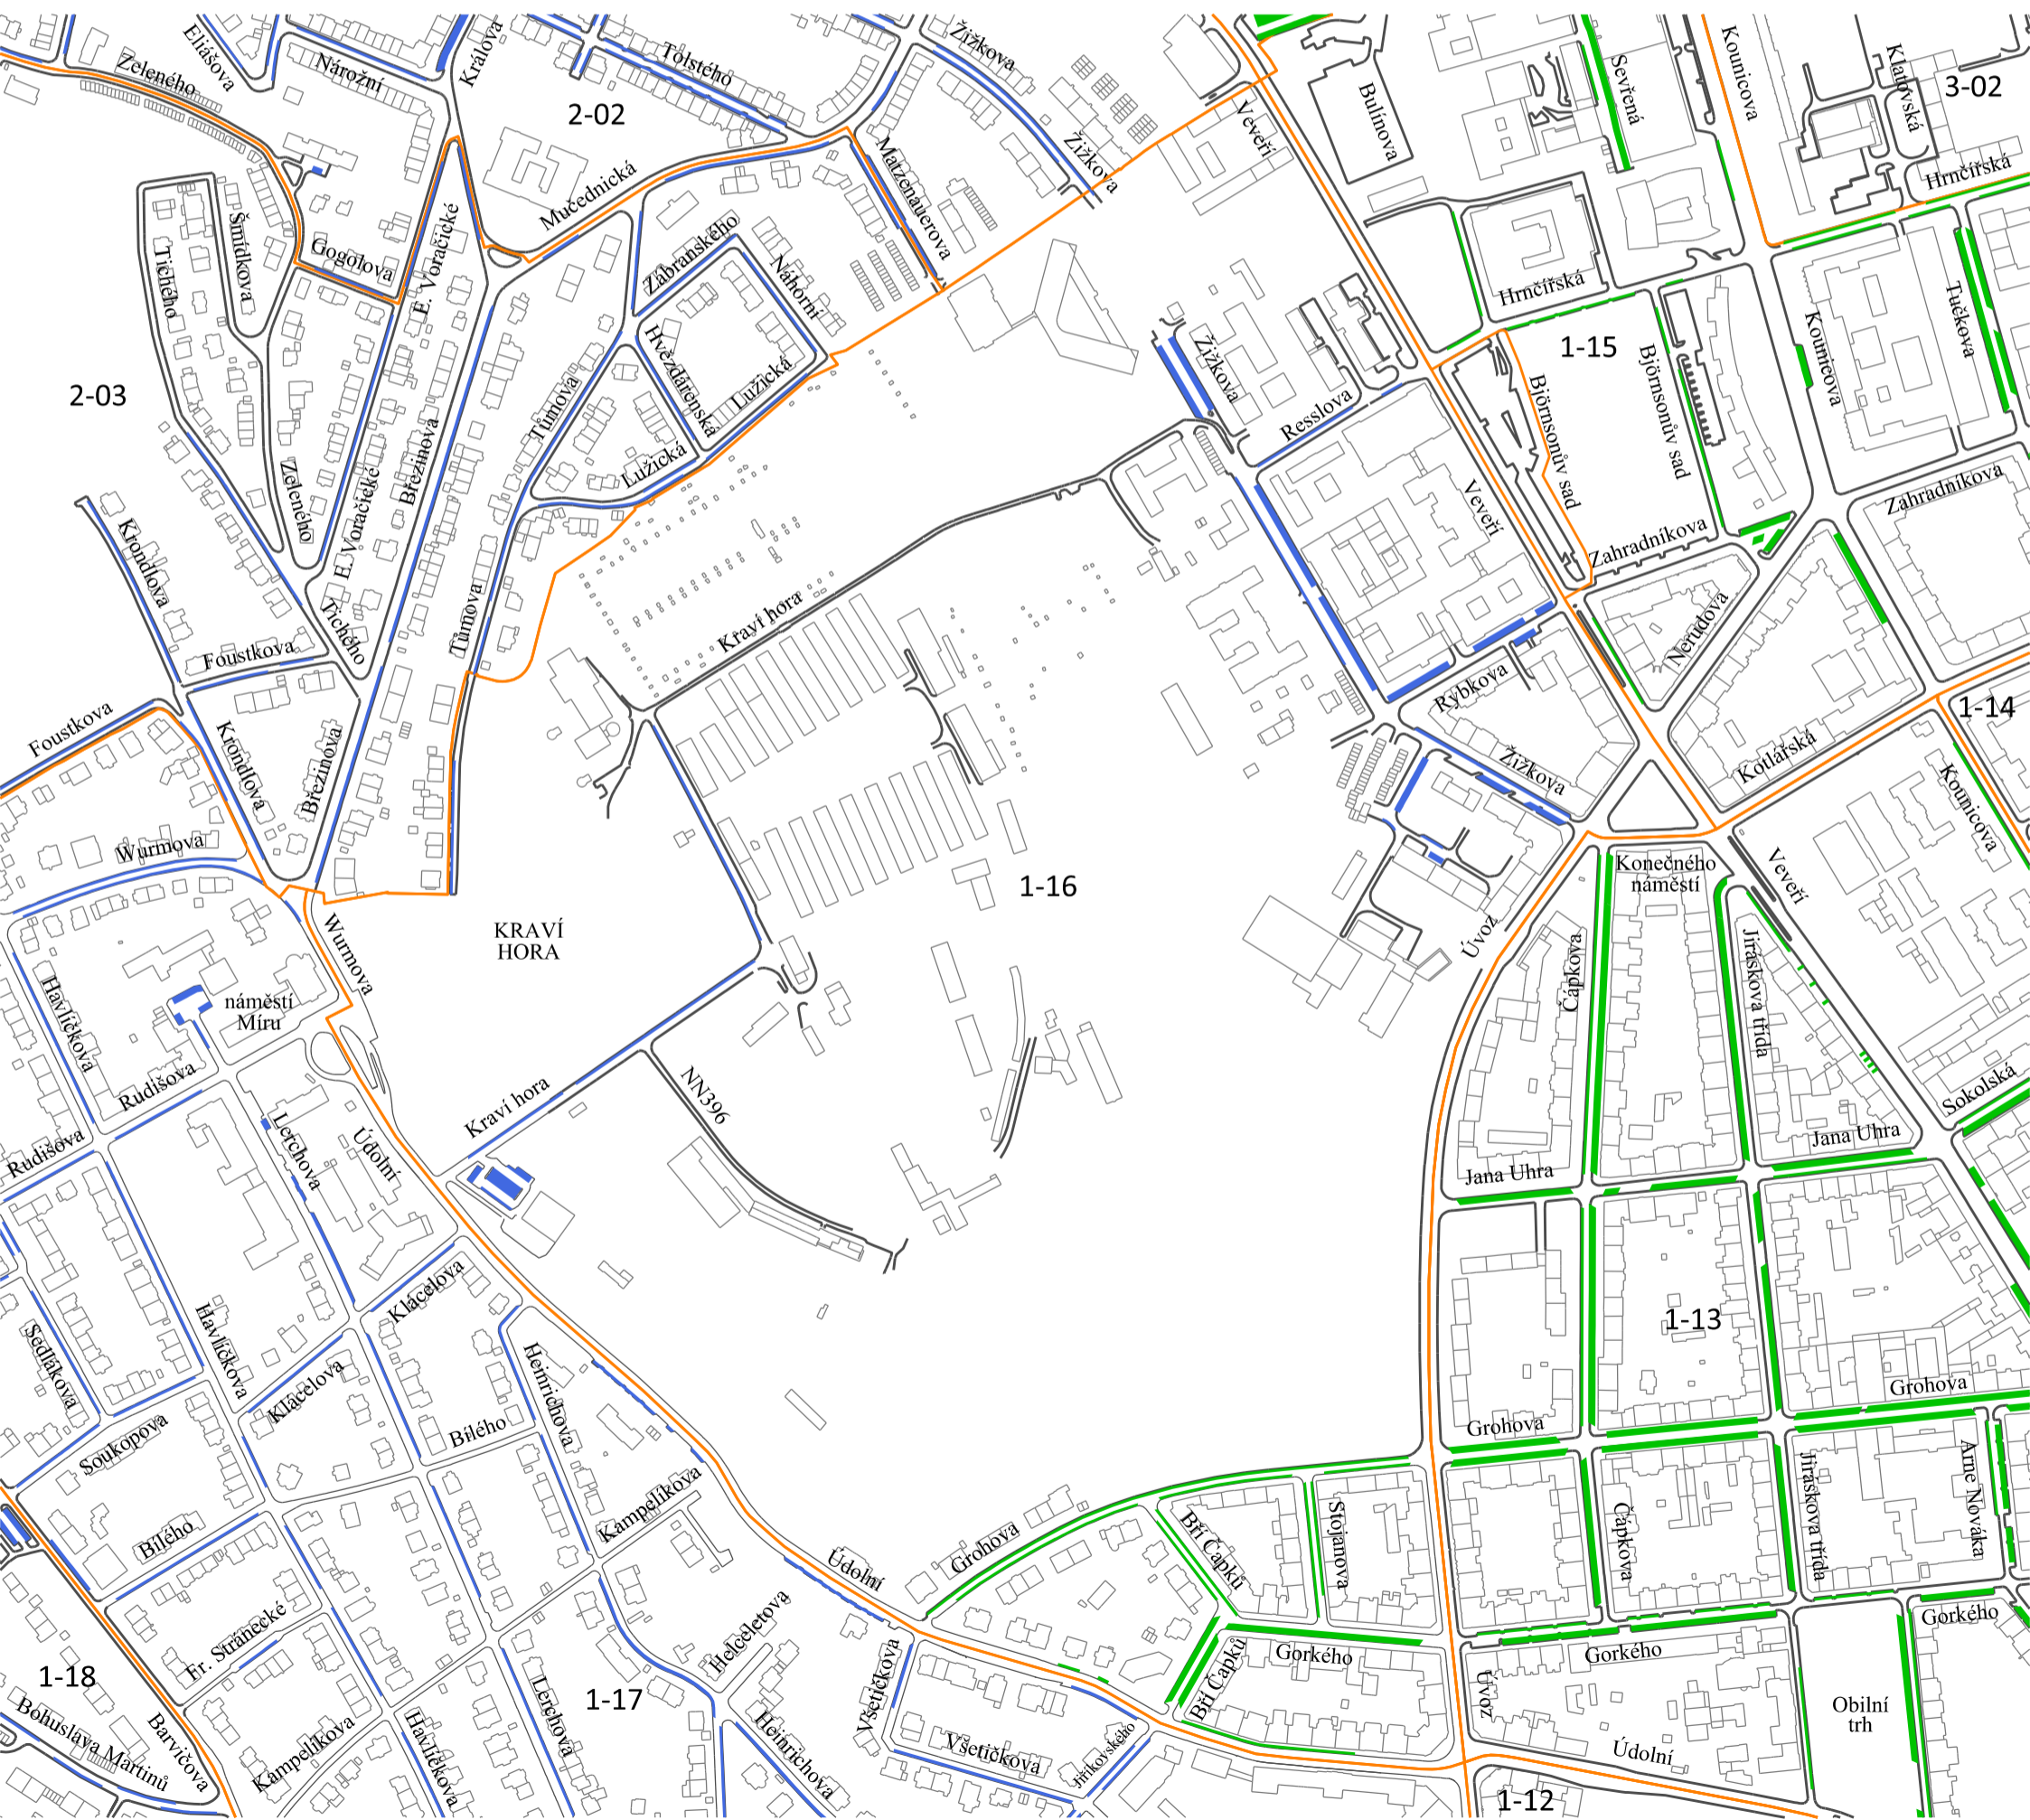 Eliášova
Králova
Tolstého
Žižkova
Sevřená
Kounicova
Klatovská
3-02
Zeleného
Nárožní
2-02
Veveří
Bulínova
Žižkova
Matzenauerova
Hrnčířská
Mučednická
Šmídkova
Tichého
Gogolova
E. Voračické
Zábranského
Náhorní
Hrnčířská
1-15
Tučkova
Kounicova
2-03
Hvězdárenská
Lužická
Žižkova
Resslova
Björnsonův sad
Björnsonův sad
Tůmova
Lužická
Březinova
E. Voračické
Zeleného
Veveří
Zahradníkova
Zahradníkova
Krondlova
Kraví hora
Tichého
Tůmova
Nerudova
Foustkova
Rybkova
1-14
Foustkova
Krondlova
Březinova
Žižkova
Kotlářská
Kounicova
Wurmova
1-16
Konečného
náměstí
Veveří
KRAVÍ
HORA
Wurmova
Úvoz
Čápkova
Jiráskova třída
Havlíčkova
náměstí
Míru
Rudišova
Kraví hora
NN396
Sokolská
Rudišova
Lerchova
Údolní
Jana Uhra
Jana Uhra
Klácelova
Havlíčkova
Sedlákova
Heinrichova
1-13
Klácelova
Grohova
Soukopova
Bílého
Grohova
Kampelíkova
Bílého
Údolní
Grohova
Bří Čapků
Stojanova
Čápkova
Jiráskova třída
Arne Nováka
Helceletova
Fr. Stránecké
Gorkého
Gorkého
Gorkého
1-18
Bohuslava Martinů
Barvičova
Kampelíkova
Havlíčkova
Lerchova
1-17
Heinrichova
Všetičkova
Všetičkova
Jiříkovského
Bří Čapků
Úvoz
Údolní
Obilní
trh
1-12